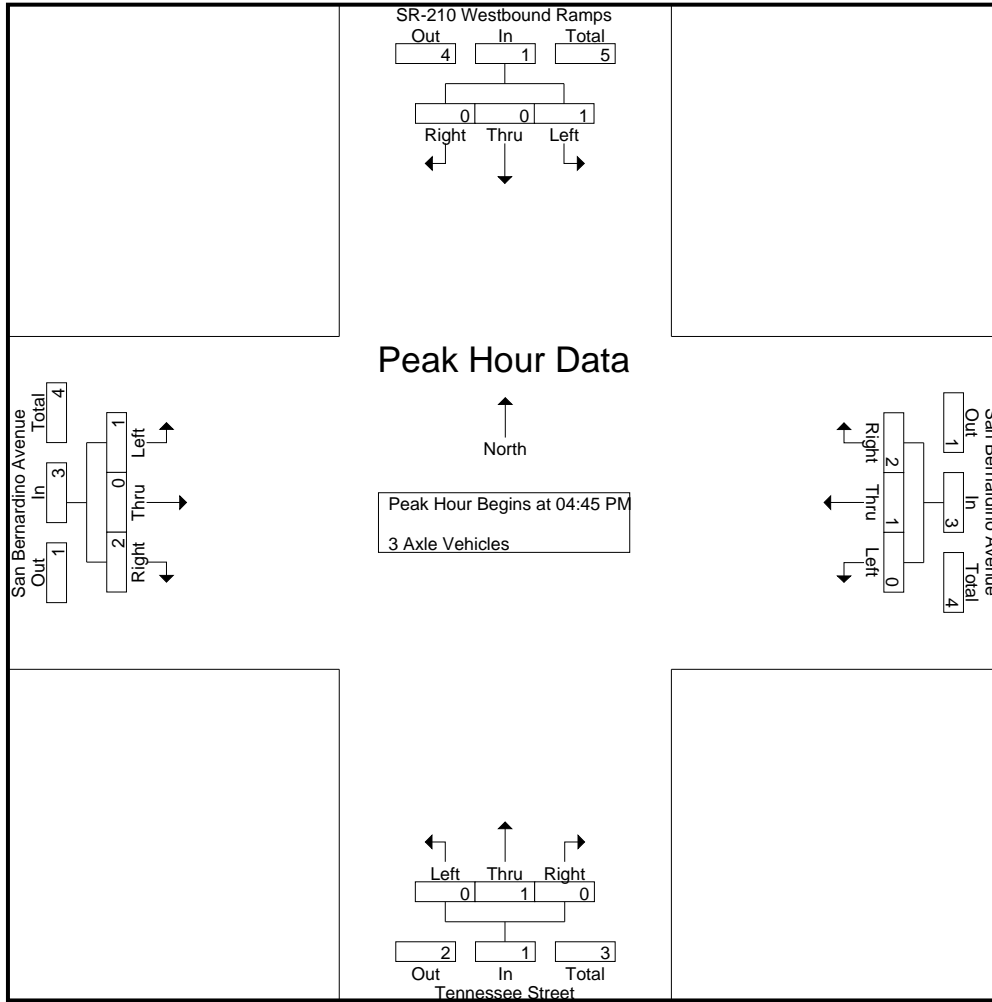 SR-210 Westbound Ramps
Out In Total
4 1 5
0 0 1
Right Thru Left
Peak Hour Data
North
Peak Hour Begins at 04:45 PM
3 Axle Vehicles
San Bernardino Avenue
Out In Total
1 3 4
2 0 1
Right Thru Left
San Bernardino Avenue
Out In Total
1 3 4
2 1 0
Right Thru Left
Left Thru Right
0 1 0
2 1 3
Out In Total
Tennessee Street